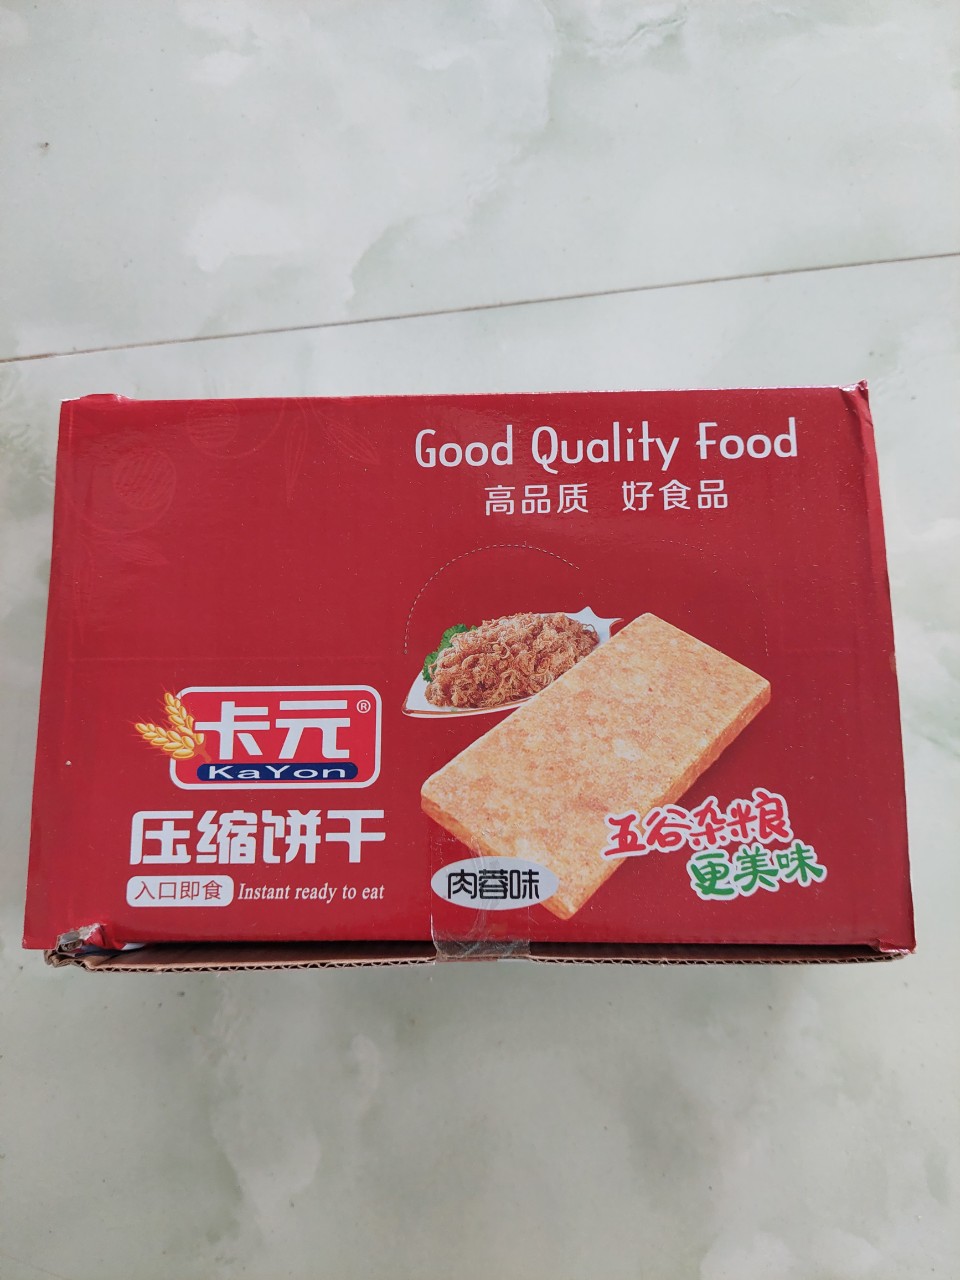 Good Quality Food
高品质 好食品
卡元®
KaYon
压缩饼干
入口即食 Instant ready to eat
肉蓉味
五谷杂粮
更美味